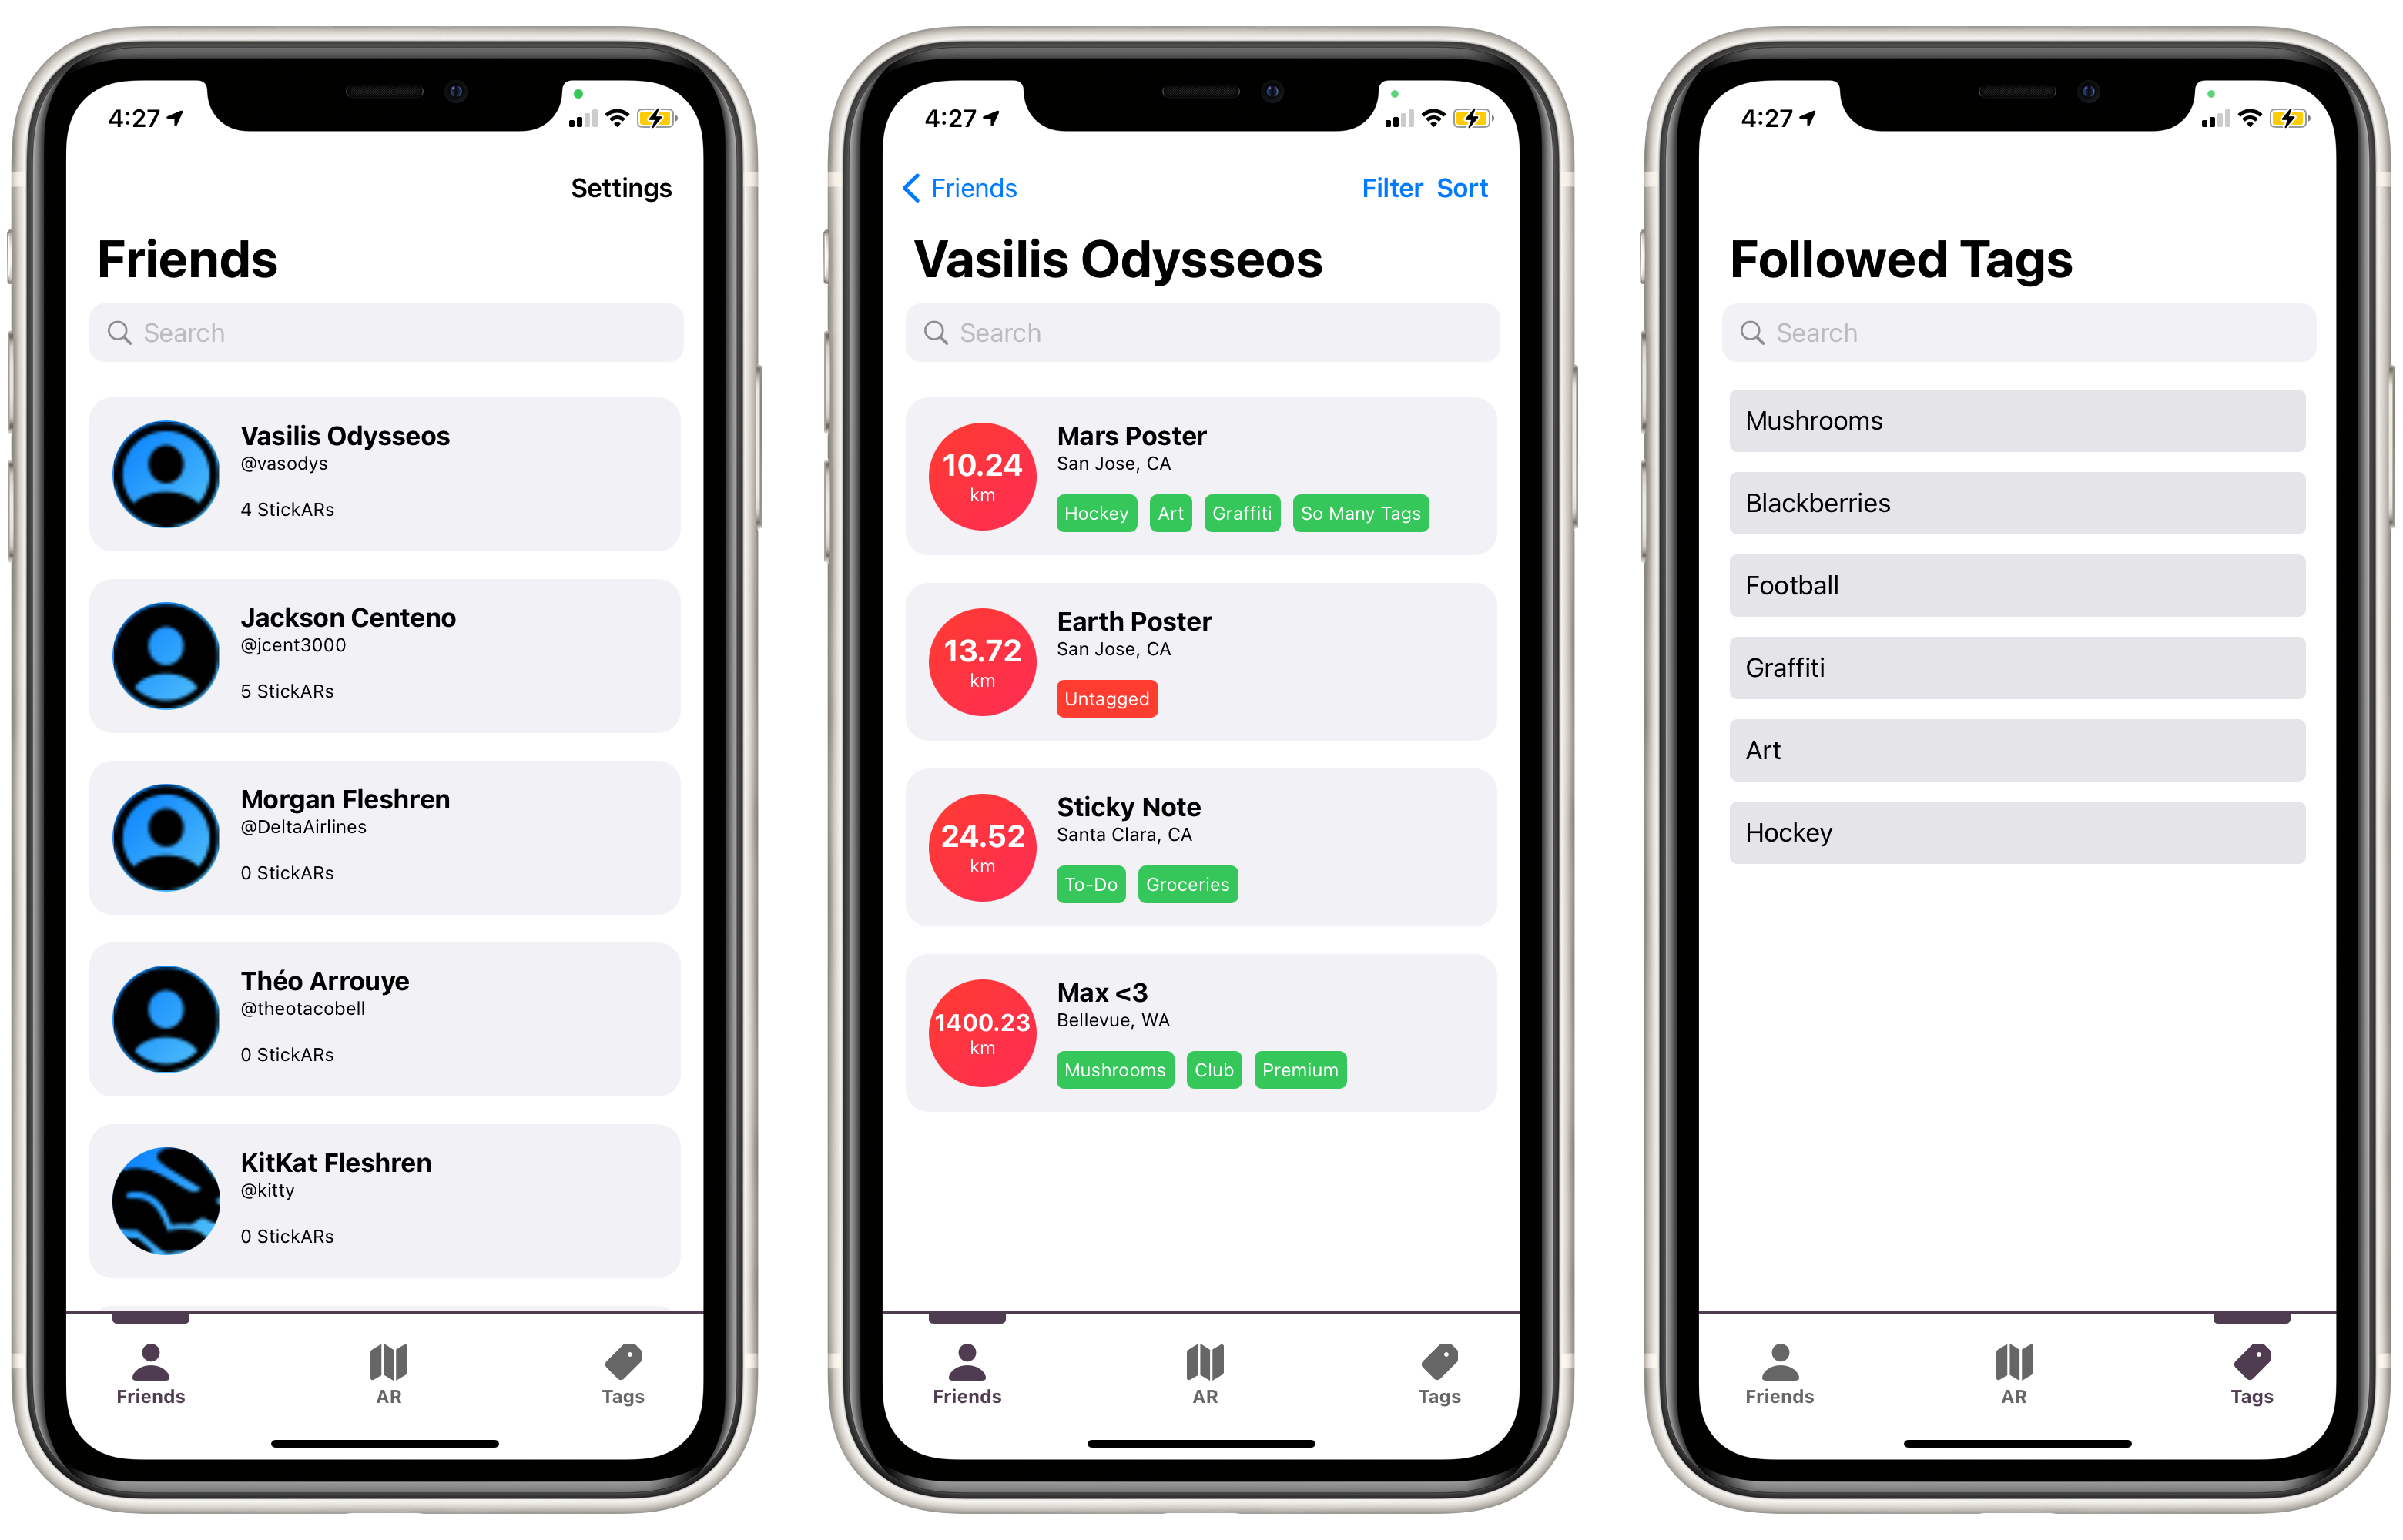 4:27
Settings
Friends
Search
Vasilis Odysseos
@vasodys
4 StickARs
Jackson Centeno
@jcent3000
5 StickARs
Morgan Fleshren
@DeltaAirlines
0 StickARs
Théo Arrouye
@theotacobell
0 StickARs
KitKat Fleshren
@kitty
0 StickARs
Friends AR Tags
4:27
Friends Filter Sort
Vasilis Odysseos
Search
10.24
km
Mars Poster
San Jose, CA
Hockey Art Graffiti So Many Tags
13.72
km
Earth Poster
San Jose, CA
Untagged
24.52
km
Sticky Note
Santa Clara, CA
To-Do Groceries
1400.23
km
Max <3
Bellevue, WA
Mushrooms Club Premium
Friends AR Tags
4:27
Followed Tags
Search
Mushrooms
Blackberries
Football
Graffiti
Art
Hockey
Friends AR Tags